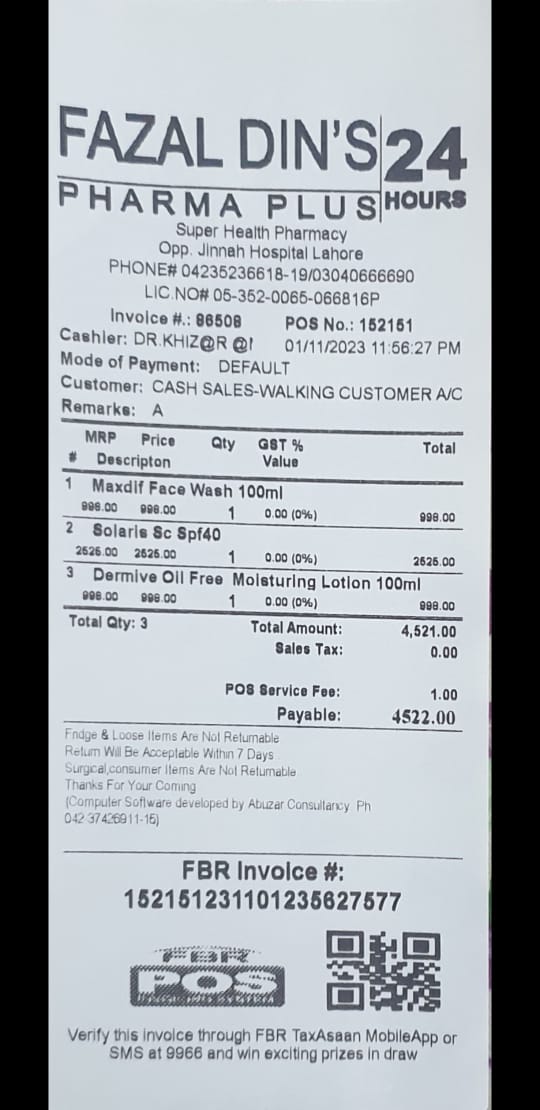 FAZAL DIN'S 24
PHARMA PLUS HOURS
Super Health Pharmacy
Opp. Jinnah Hospital Lahore
PHONE# 04235236618-19/03040666690
LIC.NO# 05-352-0065-066816P
Invoice #.: 86508 POS No.: 152151
Cashier: DR.KHIZ@R @! 01/11/2023 11:56:27 PM
Mode of Payment: DEFAULT
Customer: CASH SALES-WALKING CUSTOMER A/C
Remarks: A
MRP Price Qty GST % Total
# Descripton Value
1 Maxdif Face Wash 100ml
998.00 998.00 1 0.00 (0%) 998.00
2 Solaris Sc Spf40
2525.00 2525.00 1 0.00 (0%) 2525.00
3 Dermive Oil Free Moisturing Lotion 100ml
998.00 998.00 1 0.00 (0%) 998.00
Total Qty: 3 Total Amount: 4,521.00
Sales Tax: 0.00
POS Service Fee: 1.00
Payable: 4522.00
Fridge & Loose Items Are Not Returnable
Return Will Be Acceptable Within 7 Days
Surgical,consumer Items Are Not Returnable
Thanks For Your Coming
(Computer Software developed by Abuzar Consultancy Ph
042 37426911-15)
FBR Invoice #:
152151231101235627577
FBR
POS
Verify this invoice through FBR TaxAsaan MobileApp or
SMS at 9966 and win exciting prizes in draw